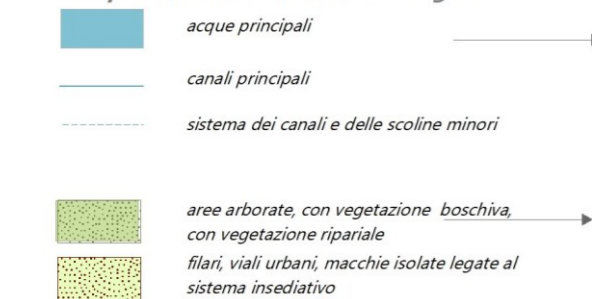 acque principali
canali principali
sistema dei canali e delle scoline minori
aree arborate, con vegetazione boschiva,
con vegetazione ripariale
filari, viali urbani, macchie isolate legate al
sistema insediativo